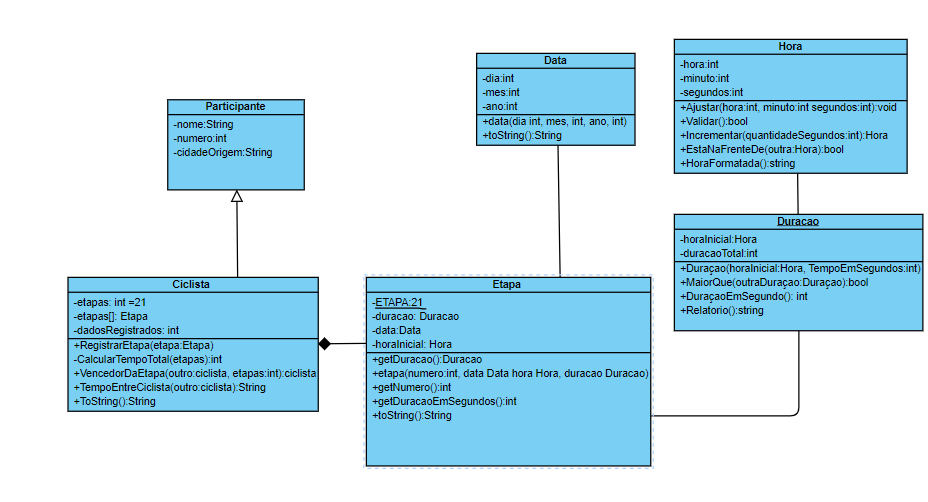 Participante
-nome:String
-numero:int
-cidadeOrigem:String
Data
-dia:int
-mes:int
-ano:int
+data(dia int, mes, int, ano, int)
+toString():String
Hora
-hora:int
-minuto:int
-segundos:int
+Ajustar(hora:int, minuto:int segundos:int):void
+Validar():bool
+Incrementar(quantidadeSegundos:int):Hora
+EstaNaFrenteDe(outra:Hora):bool
+HoraFormatada():string
Duracao
-horaInicial:Hora
-duracaoTotal:int
+Duraçao(horaInicial:Hora, TempoEmSegundos:int)
+MaiorQue(outraDuraçao:Duraçao):bool
+DuraçaoEmSegundo(): int
+Relatorio():string
Ciclista
-etapas: int =21
-etapas[]: Etapa
-dadosRegistrados: int
+RegistrarEtapa(etapa:Etapa)
-CalcularTempoTotal(etapas):int
+VencedorDaEtapa(outro:ciclista, etapas:int):ciclista
+TempoEntreCiclista(outro:ciclista):String
+ToString():String
Etapa
-ETAPA:21
-duracao: Duracao
-data:Data
-horaInicial: Hora
+getDuracao():Duracao
+etapa(numero:int, data Data hora Hora, duracao Duracao)
+getNumero():int
+getDuracaoEmSegundos():int
+toString():String